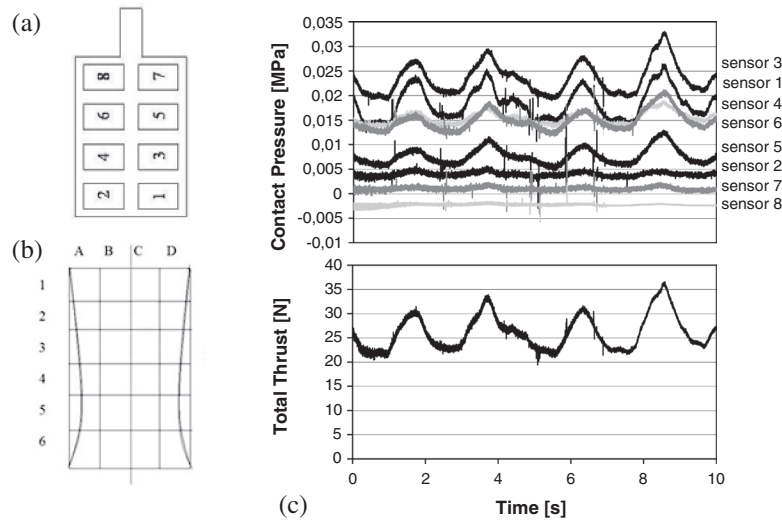 (a)
8 7
6 5
4 3
2 1
(b)
A B C D
1
2
3
4
5
6
(c)
Contact Pressure [MPa]
0,035
0,03
0,025
0,02
0,015
0,01
0,005
0
-0,005
-0,01
sensor 3
sensor 1
sensor 4
sensor 6
sensor 5
sensor 2
sensor 7
sensor 8
Total Thrust [N]
40
35
30
25
20
15
10
5
0
0 2 4 6 8 10
Time [s]